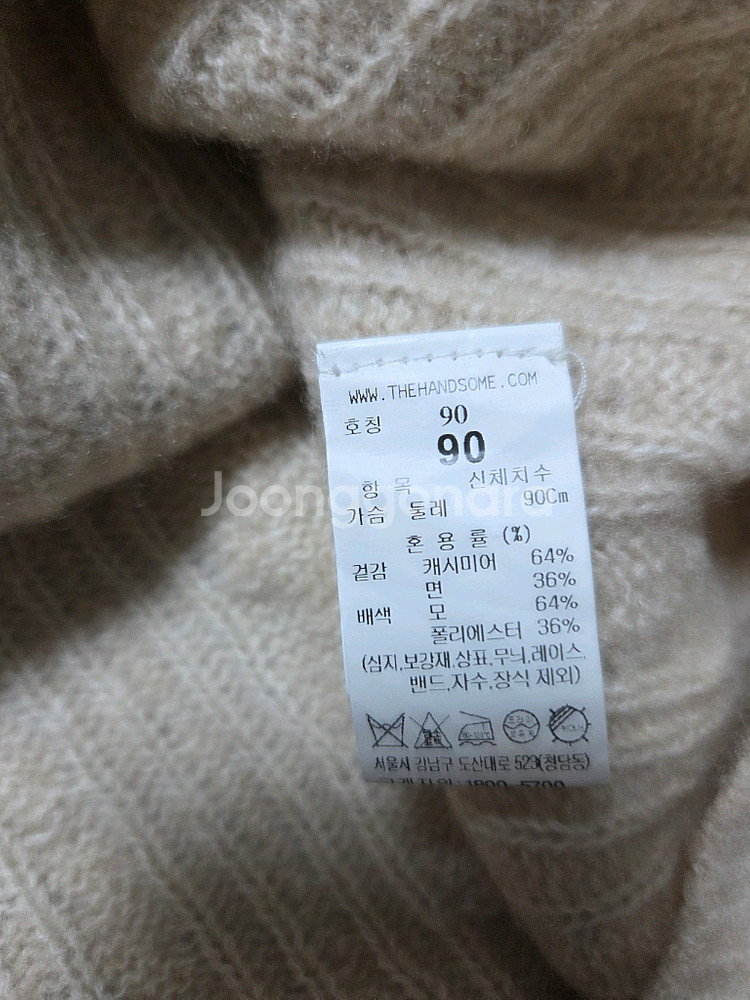 WWW.THEHANDSOME.COM
호칭 90
90
항 목 신체치수
가슴 둘레 90Cm
혼 용 률 (%)
겉감 캐시미어 64%
면 36%
배색 모 64%
폴리에스터 36%
(심지,보강재,상표,무늬,레이스,
밴드,자수,장식 제외)
서울시 강남구 도산대로 523(청담동)
Joonggonara